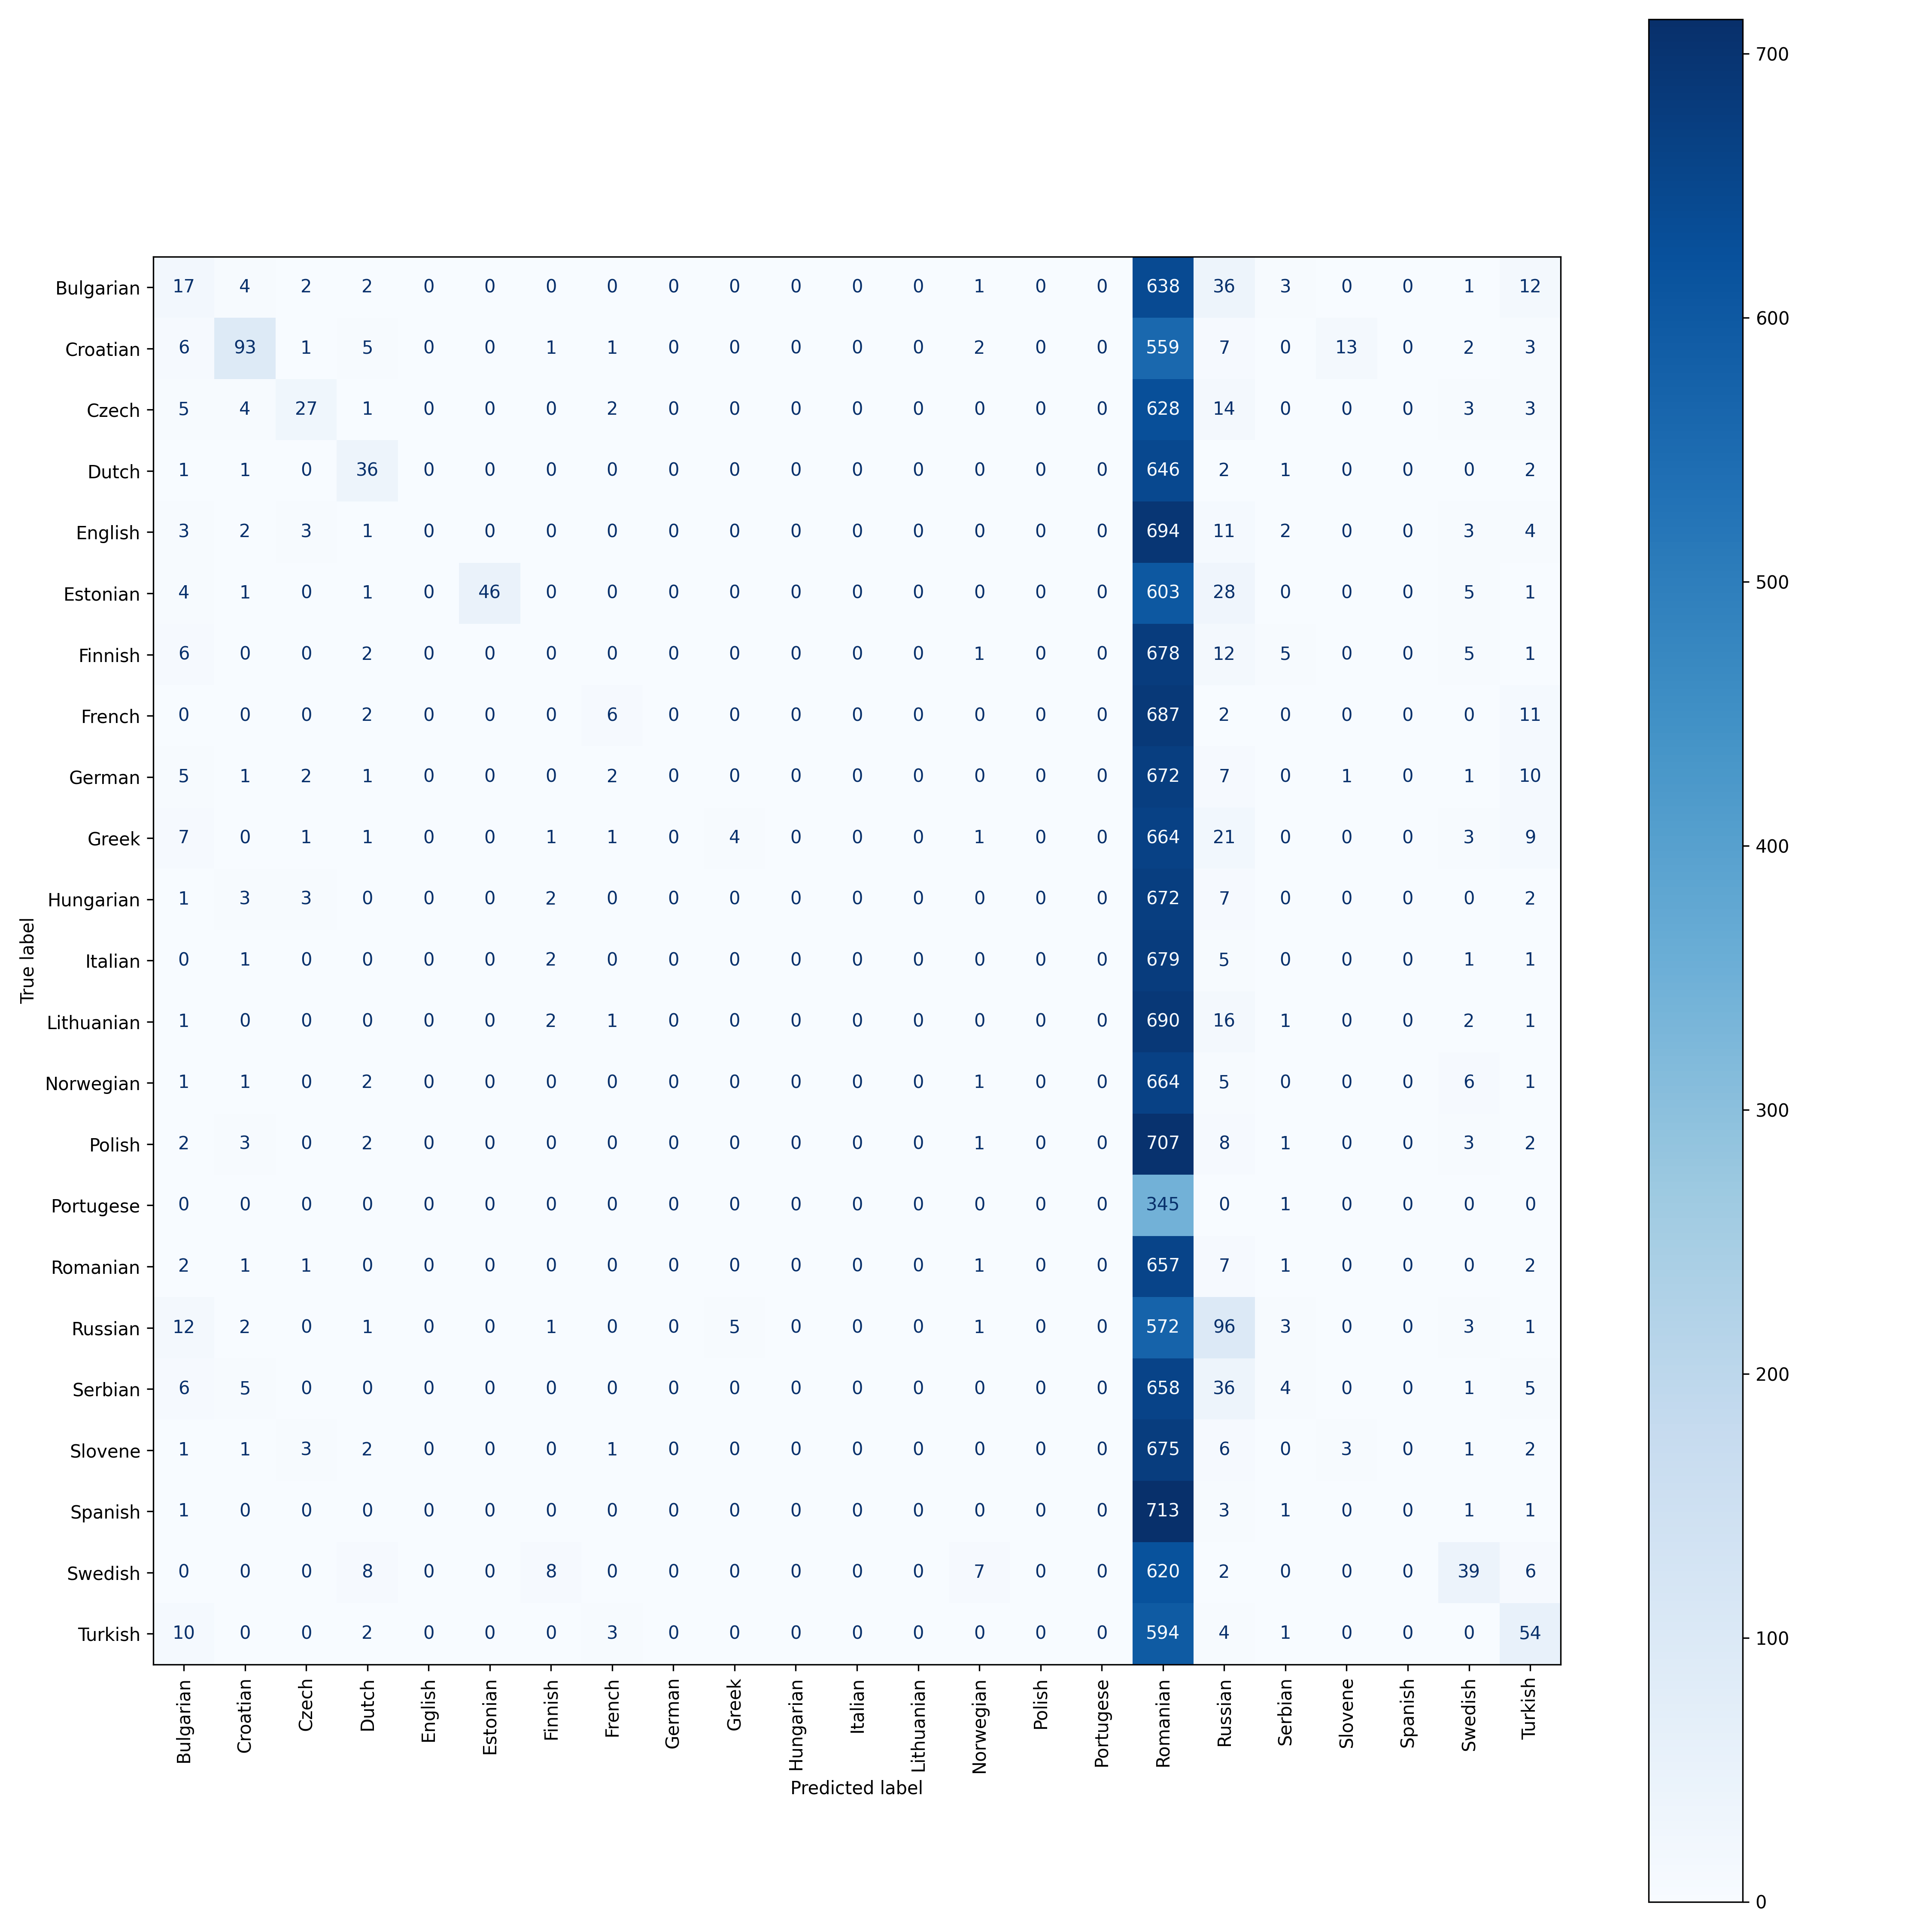 700
Bulgarian 17 4 2 2 0 0 0 0 0 0 0 0 0 1 0 0 638 36 3 0 0 1 12
600
Croatian 6 93 1 5 0 0 1 1 0 0 0 0 0 2 0 0 559 7 0 13 0 2 3
Czech 5 4 27 1 0 0 0 2 0 0 0 0 0 0 0 0 628 14 0 0 0 3 3
Dutch 1 1 0 36 0 0 0 0 0 0 0 0 0 0 0 0 646 2 1 0 0 0 2
English 3 2 3 1 0 0 0 0 0 0 0 0 0 0 0 0 694 11 2 0 0 3 4
500
Estonian 4 1 0 1 0 46 0 0 0 0 0 0 0 0 0 0 603 28 0 0 0 5 1
Finnish 6 0 0 2 0 0 0 0 0 0 0 0 0 1 0 0 678 12 5 0 0 5 1
French 0 0 0 2 0 0 0 6 0 0 0 0 0 0 0 0 687 2 0 0 0 0 11
German 5 1 2 1 0 0 0 2 0 0 0 0 0 0 0 0 672 7 0 1 0 1 10
Greek 7 0 1 1 0 0 1 1 0 4 0 0 0 1 0 0 664 21 0 0 0 3 9
400
Hungarian 1 3 3 0 0 0 2 0 0 0 0 0 0 0 0 0 672 7 0 0 0 0 2
True label
Italian 0 1 0 0 0 0 2 0 0 0 0 0 0 0 0 0 679 5 0 0 0 1 1
Lithuanian 1 0 0 0 0 0 2 1 0 0 0 0 0 0 0 0 690 16 1 0 0 2 1
Norwegian 1 1 0 2 0 0 0 0 0 0 0 0 0 1 0 0 664 5 0 0 0 6 1
300
Polish 2 3 0 2 0 0 0 0 0 0 0 0 0 1 0 0 707 8 1 0 0 3 2
Portugese 0 0 0 0 0 0 0 0 0 0 0 0 0 0 0 0 345 0 1 0 0 0 0
Romanian 2 1 1 0 0 0 0 0 0 0 0 0 0 1 0 0 657 7 1 0 0 0 2
Russian 12 2 0 1 0 0 1 0 0 5 0 0 0 1 0 0 572 96 3 0 0 3 1
200
Serbian 6 5 0 0 0 0 0 0 0 0 0 0 0 0 0 0 658 36 4 0 0 1 5
Slovene 1 1 3 2 0 0 0 1 0 0 0 0 0 0 0 0 675 6 0 3 0 1 2
Spanish 1 0 0 0 0 0 0 0 0 0 0 0 0 0 0 0 713 3 1 0 0 1 1
Swedish 0 0 0 8 0 0 8 0 0 0 0 0 0 7 0 0 620 2 0 0 0 39 6
Turkish 10 0 0 2 0 0 0 3 0 0 0 0 0 0 0 0 594 4 1 0 0 0 54
100
Bulgarian
Croatian
Czech
Dutch
English
Estonian
Finnish
French
German
Greek
Hungarian
Italian
Lithuanian
Norwegian
Polish
Portugese
Romanian
Russian
Serbian
Slovene
Spanish
Swedish
Turkish
Predicted label
0